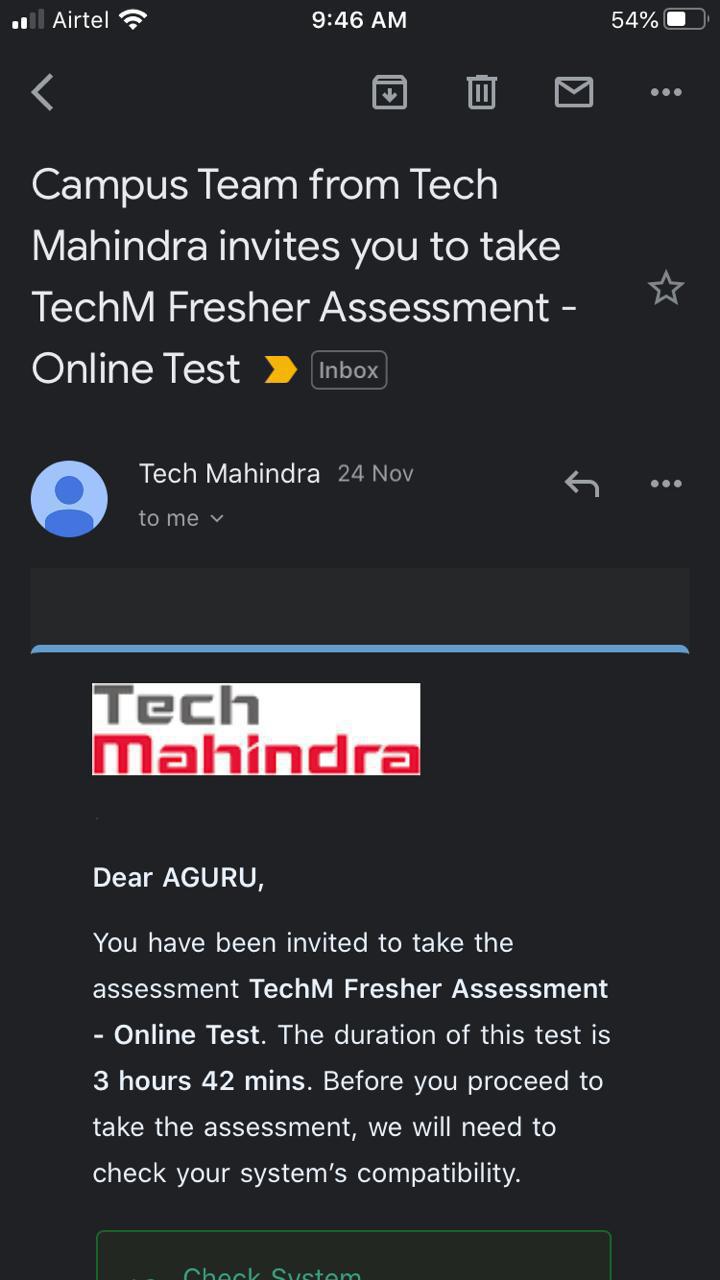 Airtel 9:46 AM 54%
Campus Team from Tech
Mahindra invites you to take
TechM Fresher Assessment -
Online Test Inbox
Tech Mahindra 24 Nov
to me
Tech
Mahindra
Dear AGURU,
You have been invited to take the
assessment TechM Fresher Assessment
- Online Test. The duration of this test is
3 hours 42 mins. Before you proceed to
take the assessment, we will need to
check your system's compatibility.
Check System